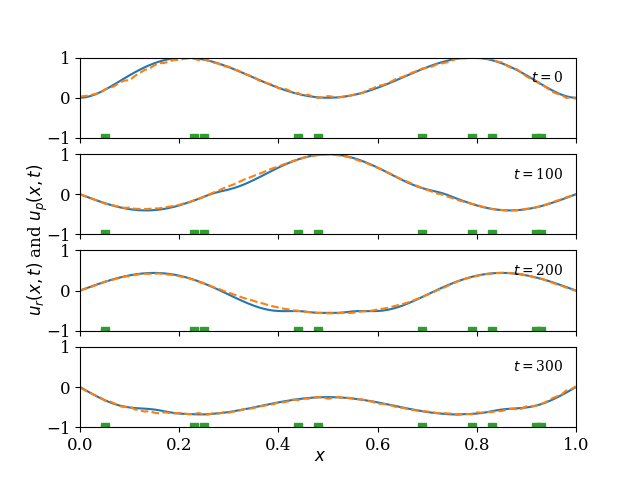 1
0
−1
t = 0
1
0
−1
t = 100
1
0
−1
t = 200
1
0
−1
t = 300
0.0 0.2 0.4 0.6 0.8 1.0
x
u_r(x, t) and u_p(x, t)